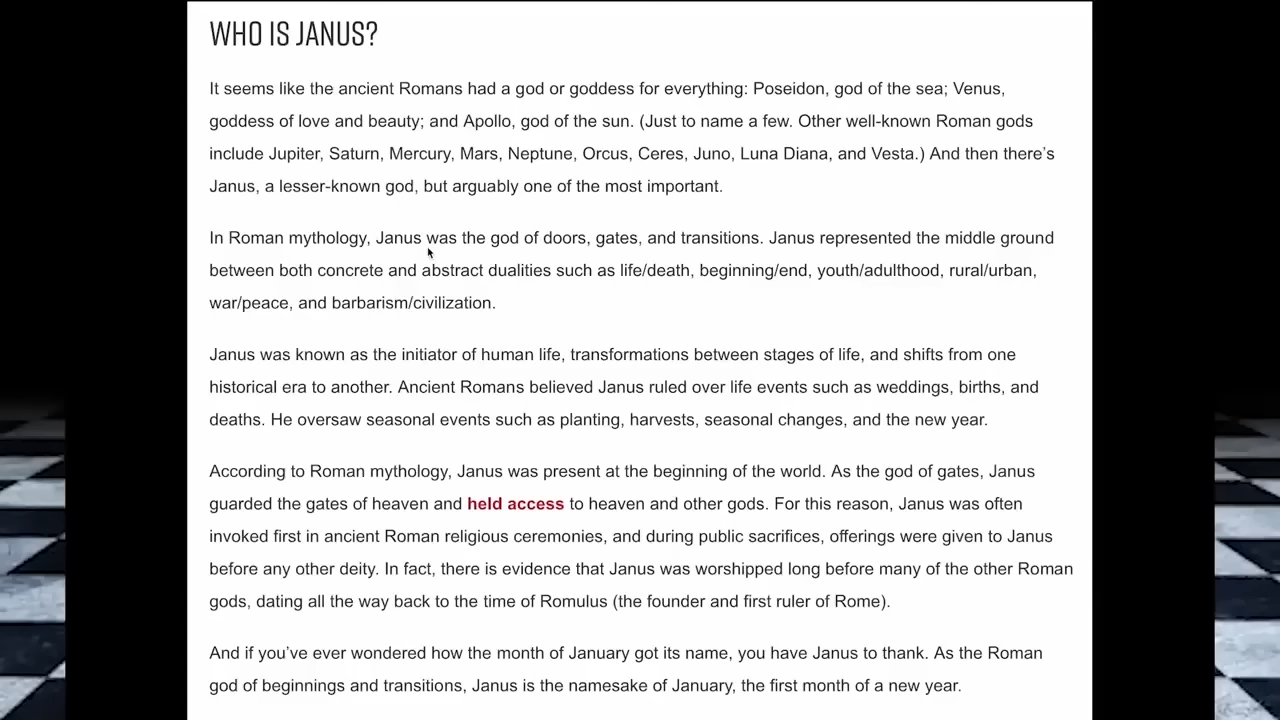 WHO IS JANUS?
It seems like the ancient Romans had a god or goddess for everything: Poseidon, god of the sea; Venus,
goddess of love and beauty; and Apollo, god of the sun. (Just to name a few. Other well-known Roman gods
include Jupiter, Saturn, Mercury, Mars, Neptune, Orcus, Ceres, Juno, Luna Diana, and Vesta.) And then there’s
Janus, a lesser-known god, but arguably one of the most important.
In Roman mythology, Janus was the god of doors, gates, and transitions. Janus represented the middle ground
between both concrete and abstract dualities such as life/death, beginning/end, youth/adulthood, rural/urban,
war/peace, and barbarism/civilization.
Janus was known as the initiator of human life, transformations between stages of life, and shifts from one
historical era to another. Ancient Romans believed Janus ruled over life events such as weddings, births, and
deaths. He oversaw seasonal events such as planting, harvests, seasonal changes, and the new year.
According to Roman mythology, Janus was present at the beginning of the world. As the god of gates, Janus
guarded the gates of heaven and held access to heaven and other gods. For this reason, Janus was often
invoked first in ancient Roman religious ceremonies, and during public sacrifices, offerings were given to Janus
before any other deity. In fact, there is evidence that Janus was worshipped long before many of the other Roman
gods, dating all the way back to the time of Romulus (the founder and first ruler of Rome).
And if you’ve ever wondered how the month of January got its name, you have Janus to thank. As the Roman
god of beginnings and transitions, Janus is the namesake of January, the first month of a new year.